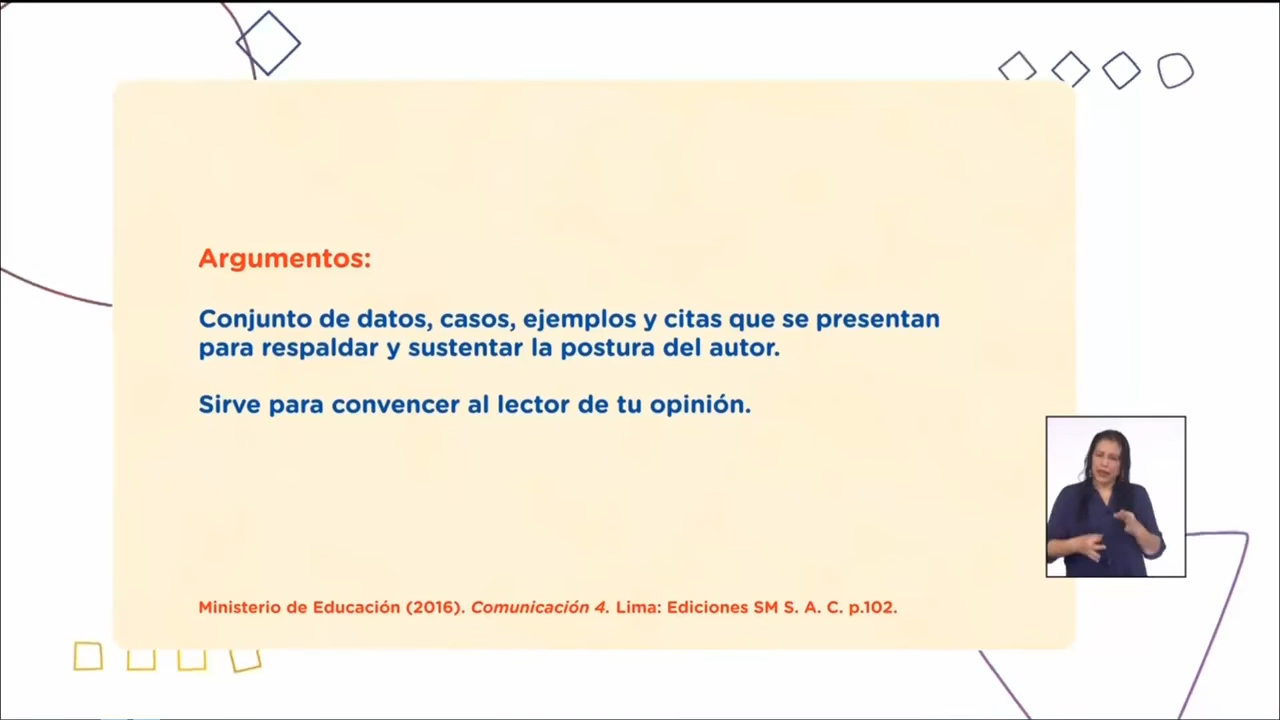 Argumentos:
Conjunto de datos, casos, ejemplos y citas que se presentan
para respaldar y sustentar la postura del autor.
Sirve para convencer al lector de tu opinión.
Ministerio de Educación (2016). Comunicación 4. Lima: Ediciones SM S. A. C. p.102.